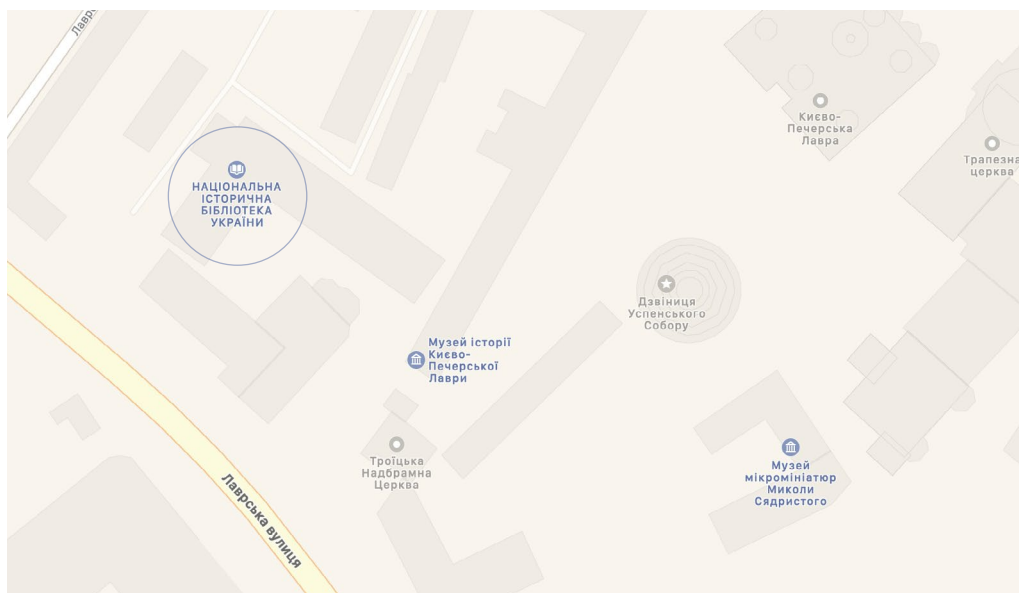 Лавро
Києво-
Печерська
Лавра
Трапезна
церква
НАЦІОНАЛЬНА
ІСТОРИЧНА
БІБЛІОТЕКА
УКРАЇНИ
Дзвіниця
Успенського
Собору
Музей історії
Києво-
Печерської
Лаври
Троїцька
Надбрамна
Церква
Музей
мікромініатюр
Миколи
Сядристого
Лаврська вулиця